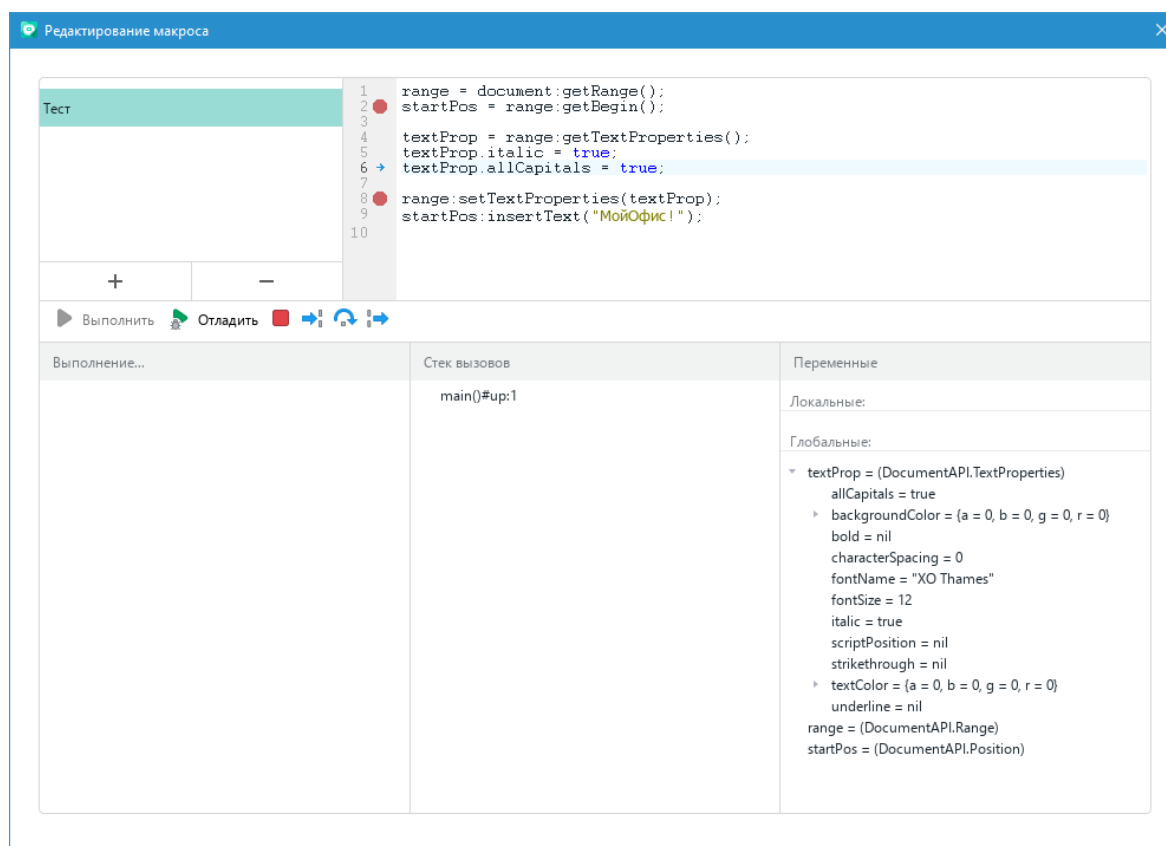 Редактирование макроса
Тест
1 range = document:getRange();
2 startPos = range:getBegin();
3
4 textProp = range:getTextProperties();
5 textProp.italic = true;
6 textProp.allCapitals = true;
7
8 range:setTextProperties(textProp);
9 startPos:insertText("МойОфис!");
10
+ −
Выполнить Отладить
Выполнение... Стек вызовов Переменные
main()#up:1
Локальные:
Глобальные:
textProp = (DocumentAPI.TextProperties)
allCapitals = true
backgroundColor = {a = 0, b = 0, g = 0, r = 0}
bold = nil
characterSpacing = 0
fontName = "XO Thames"
fontSize = 12
italic = true
scriptPosition = nil
strikethrough = nil
textColor = {a = 0, b = 0, g = 0, r = 0}
underline = nil
range = (DocumentAPI.Range)
startPos = (DocumentAPI.Position)